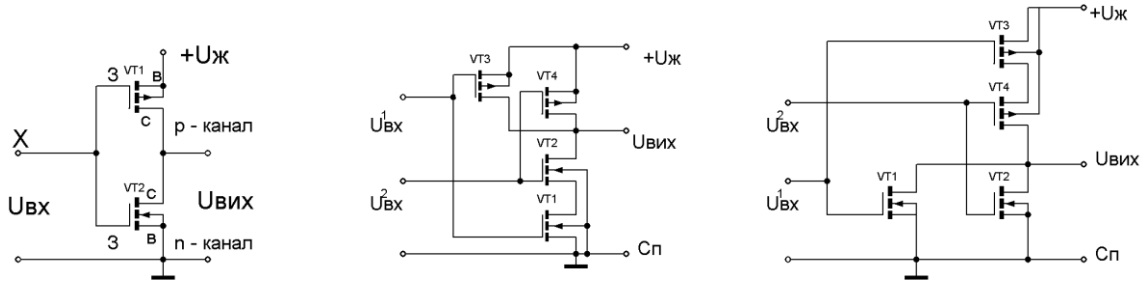 +Uж
VT1
З
в
с
р - канал
X
VT2
с
Uвх
Uвих
З
в
n - канал
VT3
+Uж
VT4
Uвх 1
Uвих
VT2
Uвх 2
VT1
Сп
+Uж
VT3
VT4
Uвх 2
Uвих
VT1
VT2
Uвх 1